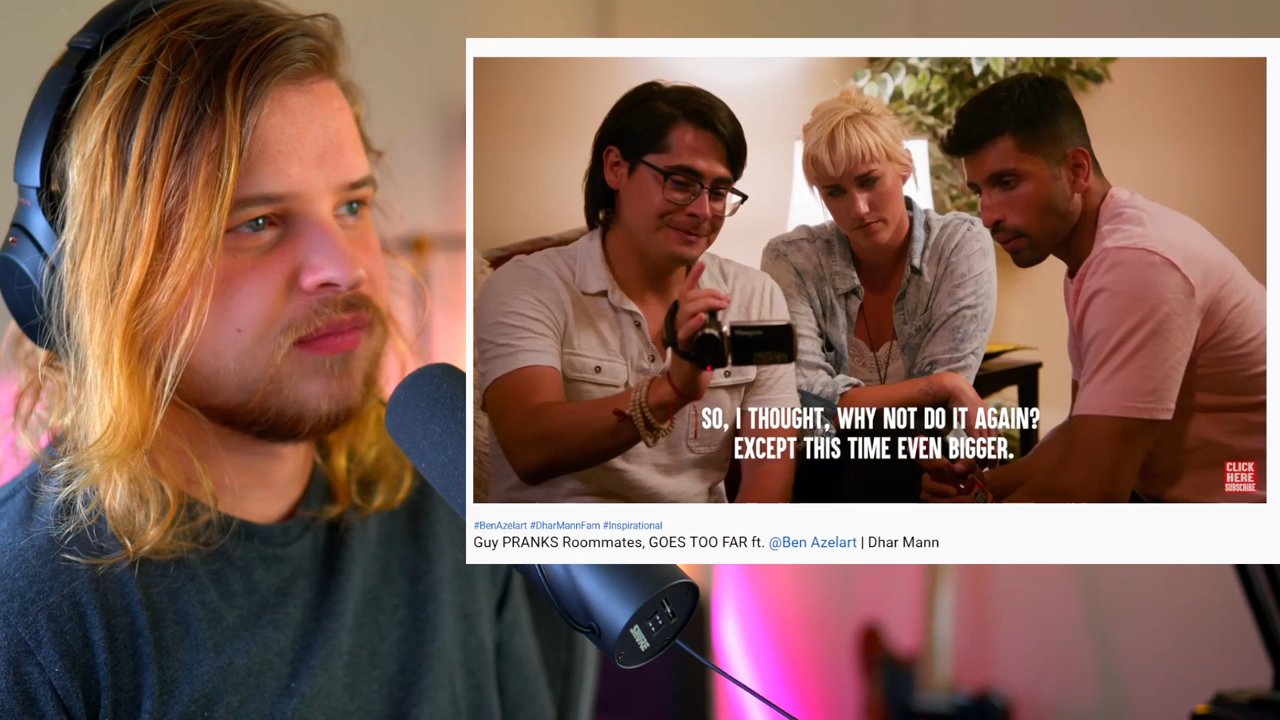 SO, I THOUGHT, WHY NOT DO IT AGAIN?
EXCEPT THIS TIME EVEN BIGGER.
CLICK
HERE
SUBSCRIBE
#BenAzelart #DharMannFam #Inspirational
Guy PRANKS Roommates, GOES TOO FAR ft. @Ben Azelart | Dhar Mann
SHURE